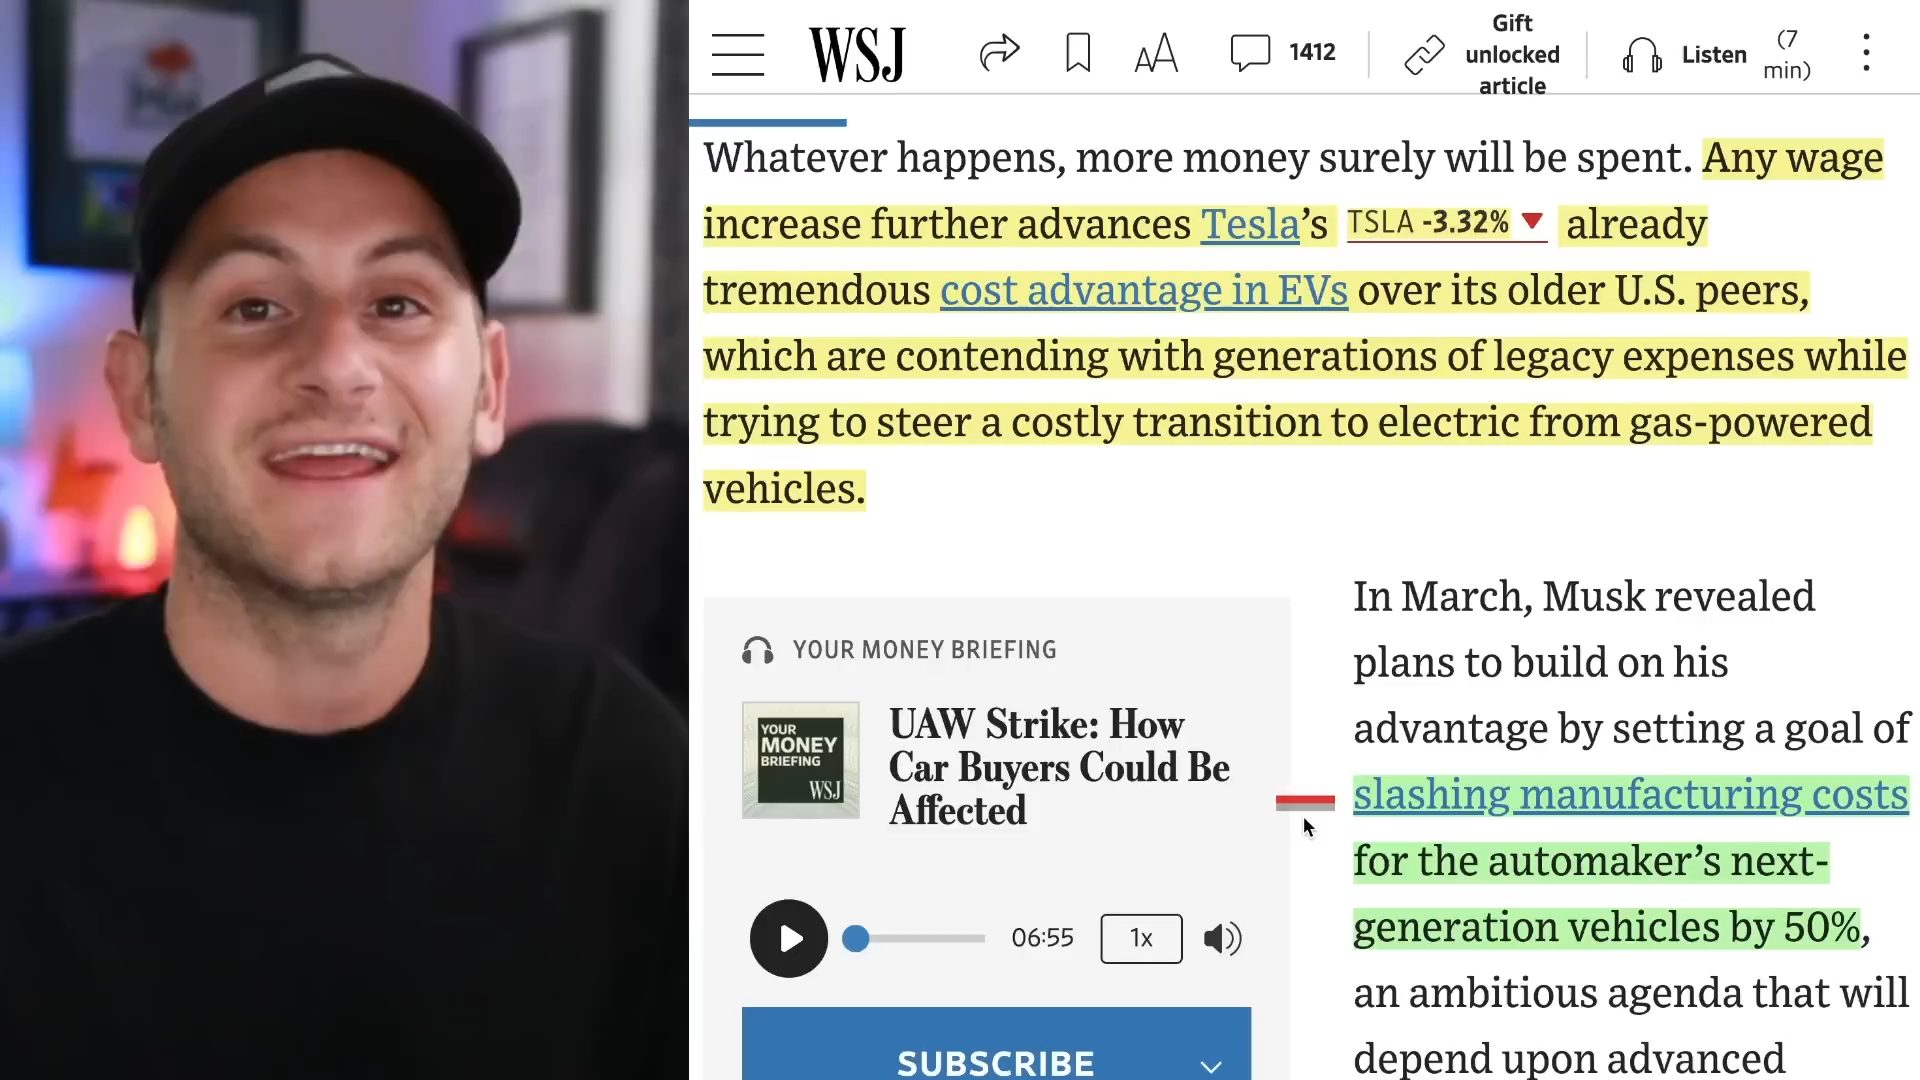 WSJ
1412
Gift
unlocked
article
Listen
(7
min)
Whatever happens, more money surely will be spent. Any wage
increase further advances Tesla's TSLA -3.32% already
tremendous cost advantage in EVs over its older U.S. peers,
which are contending with generations of legacy expenses while
trying to steer a costly transition to electric from gas-powered
vehicles.
YOUR MONEY BRIEFING
YOUR
MONEY
BRIEFING
WSJ
UAW Strike: How
Car Buyers Could Be
Affected
06:55
1x
SUBSCRIBE
In March, Musk revealed
plans to build on his
advantage by setting a goal of
slashing manufacturing costs
for the automaker's next-
generation vehicles by 50%,
an ambitious agenda that will
depend upon advanced